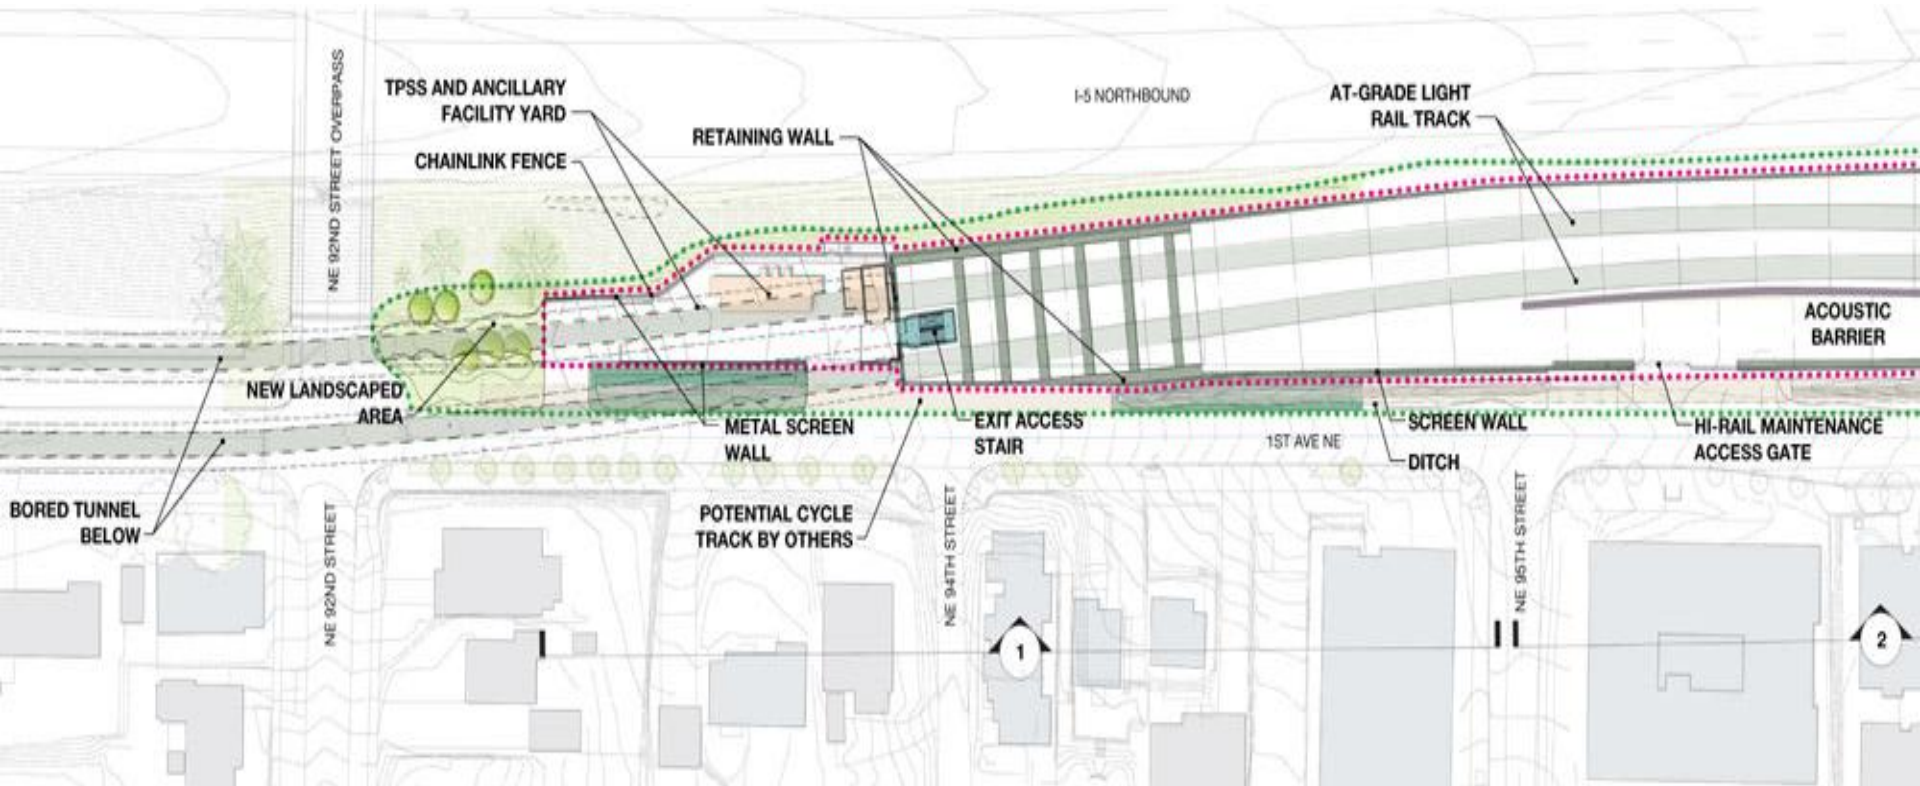 TPSS AND ANCILLARY
FACILITY YARD
CHAINLINK FENCE
RETAINING WALL
I-5 NORTHBOUND
AT-GRADE LIGHT
RAIL TRACK
NE 92ND STREET OVERPASS
ACOUSTIC
BARRIER
NEW LANDSCAPED
AREA
METAL SCREEN
WALL
EXIT ACCESS
STAIR
1ST AVE NE
SCREEN WALL
DITCH
HI-RAIL MAINTENANCE
ACCESS GATE
BORED TUNNEL
BELOW
POTENTIAL CYCLE
TRACK BY OTHERS
NE 92ND STREET
NE 94TH STREET
NE 95TH STREET
1
2